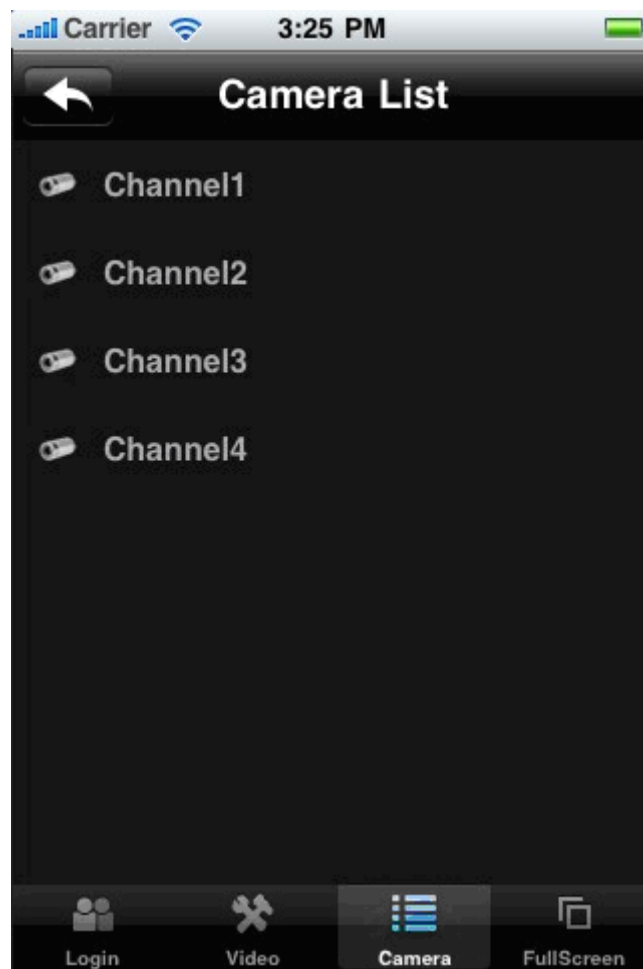 Carrier 3:25 PM
Camera List
Channel1
Channel2
Channel3
Channel4
Login Video Camera FullScreen